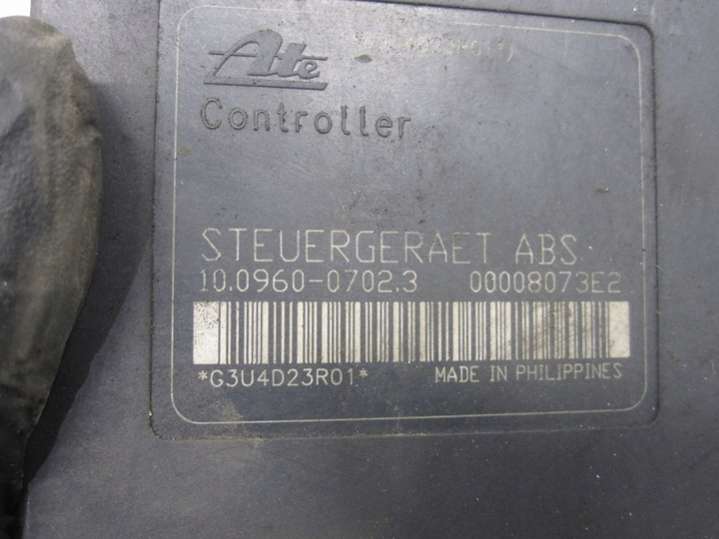 Ate
Controller
STEUERGERAET ABS
10.0960-0702.3 00008073E2
*G3U4D23R01* MADE IN PHILIPPINES